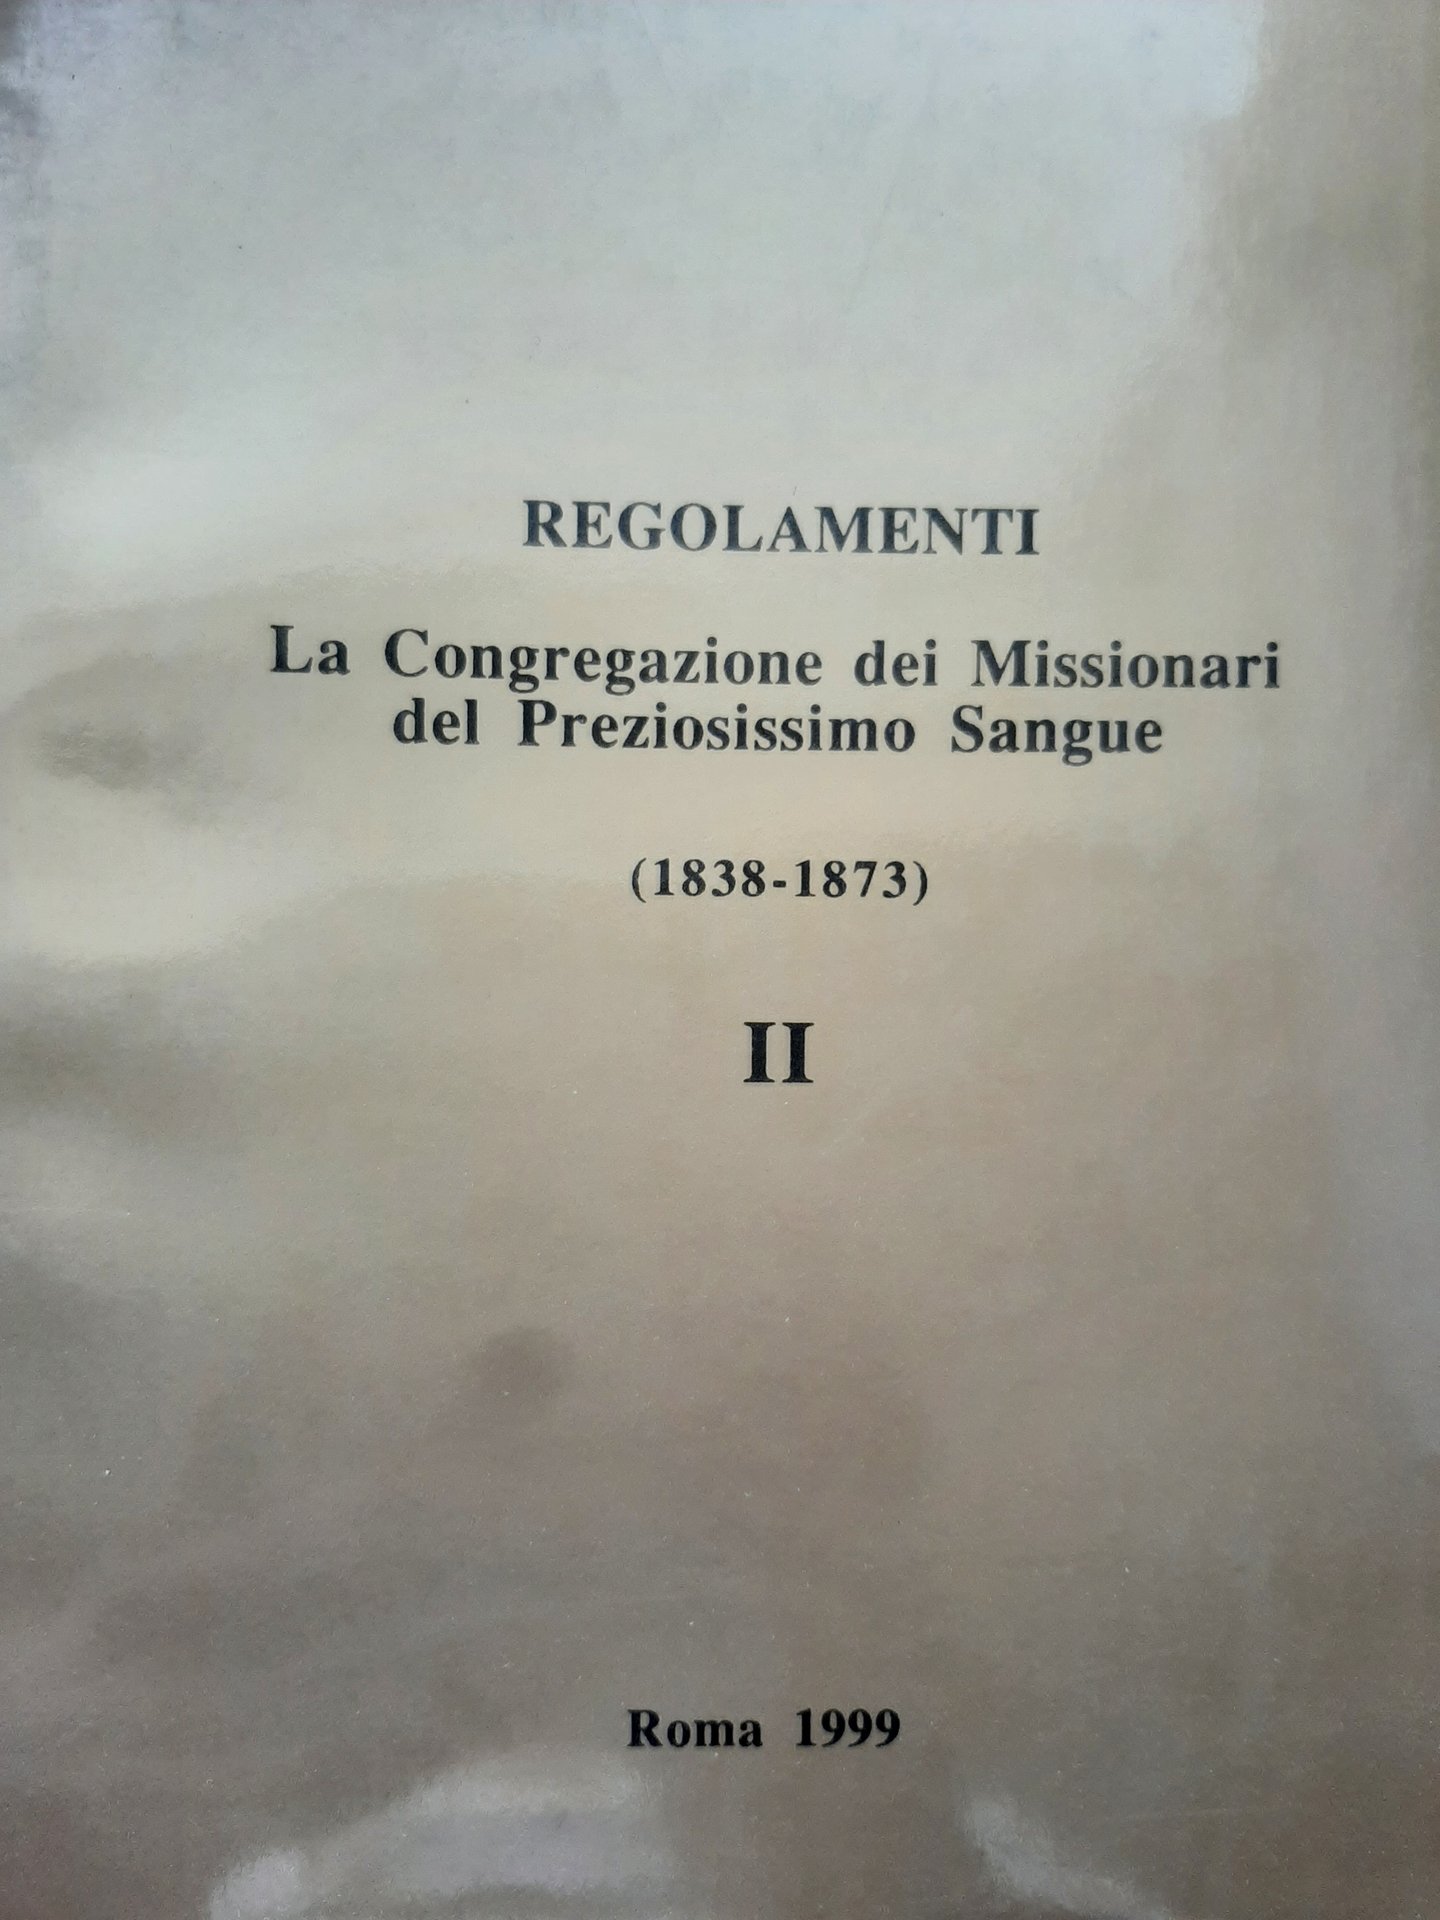 REGOLAMENTI
La Congregazione dei Missionari
del Preziosissimo Sangue
(1838-1873)
II
Roma 1999